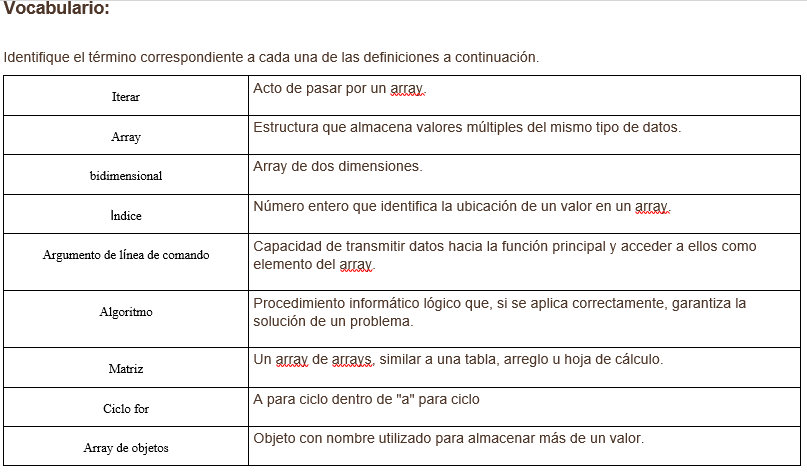 Vocabulario:
Identifique el término correspondiente a cada una de las definiciones a continuación.
Iterar
Acto de pasar por un array.
Array
Estructura que almacena valores múltiples del mismo tipo de datos.
bidimensional
Array de dos dimensiones.
Índice
Número entero que identifica la ubicación de un valor en un array.
Argumento de línea de comando
Capacidad de transmitir datos hacia la función principal y acceder a ellos como
elemento del array.
Algoritmo
Procedimiento informático lógico que, si se aplica correctamente, garantiza la
solución de un problema.
Matriz
Un array de arrays, similar a una tabla, arreglo u hoja de cálculo.
Ciclo for
A para ciclo dentro de "a" para ciclo
Array de objetos
Objeto con nombre utilizado para almacenar más de un valor.